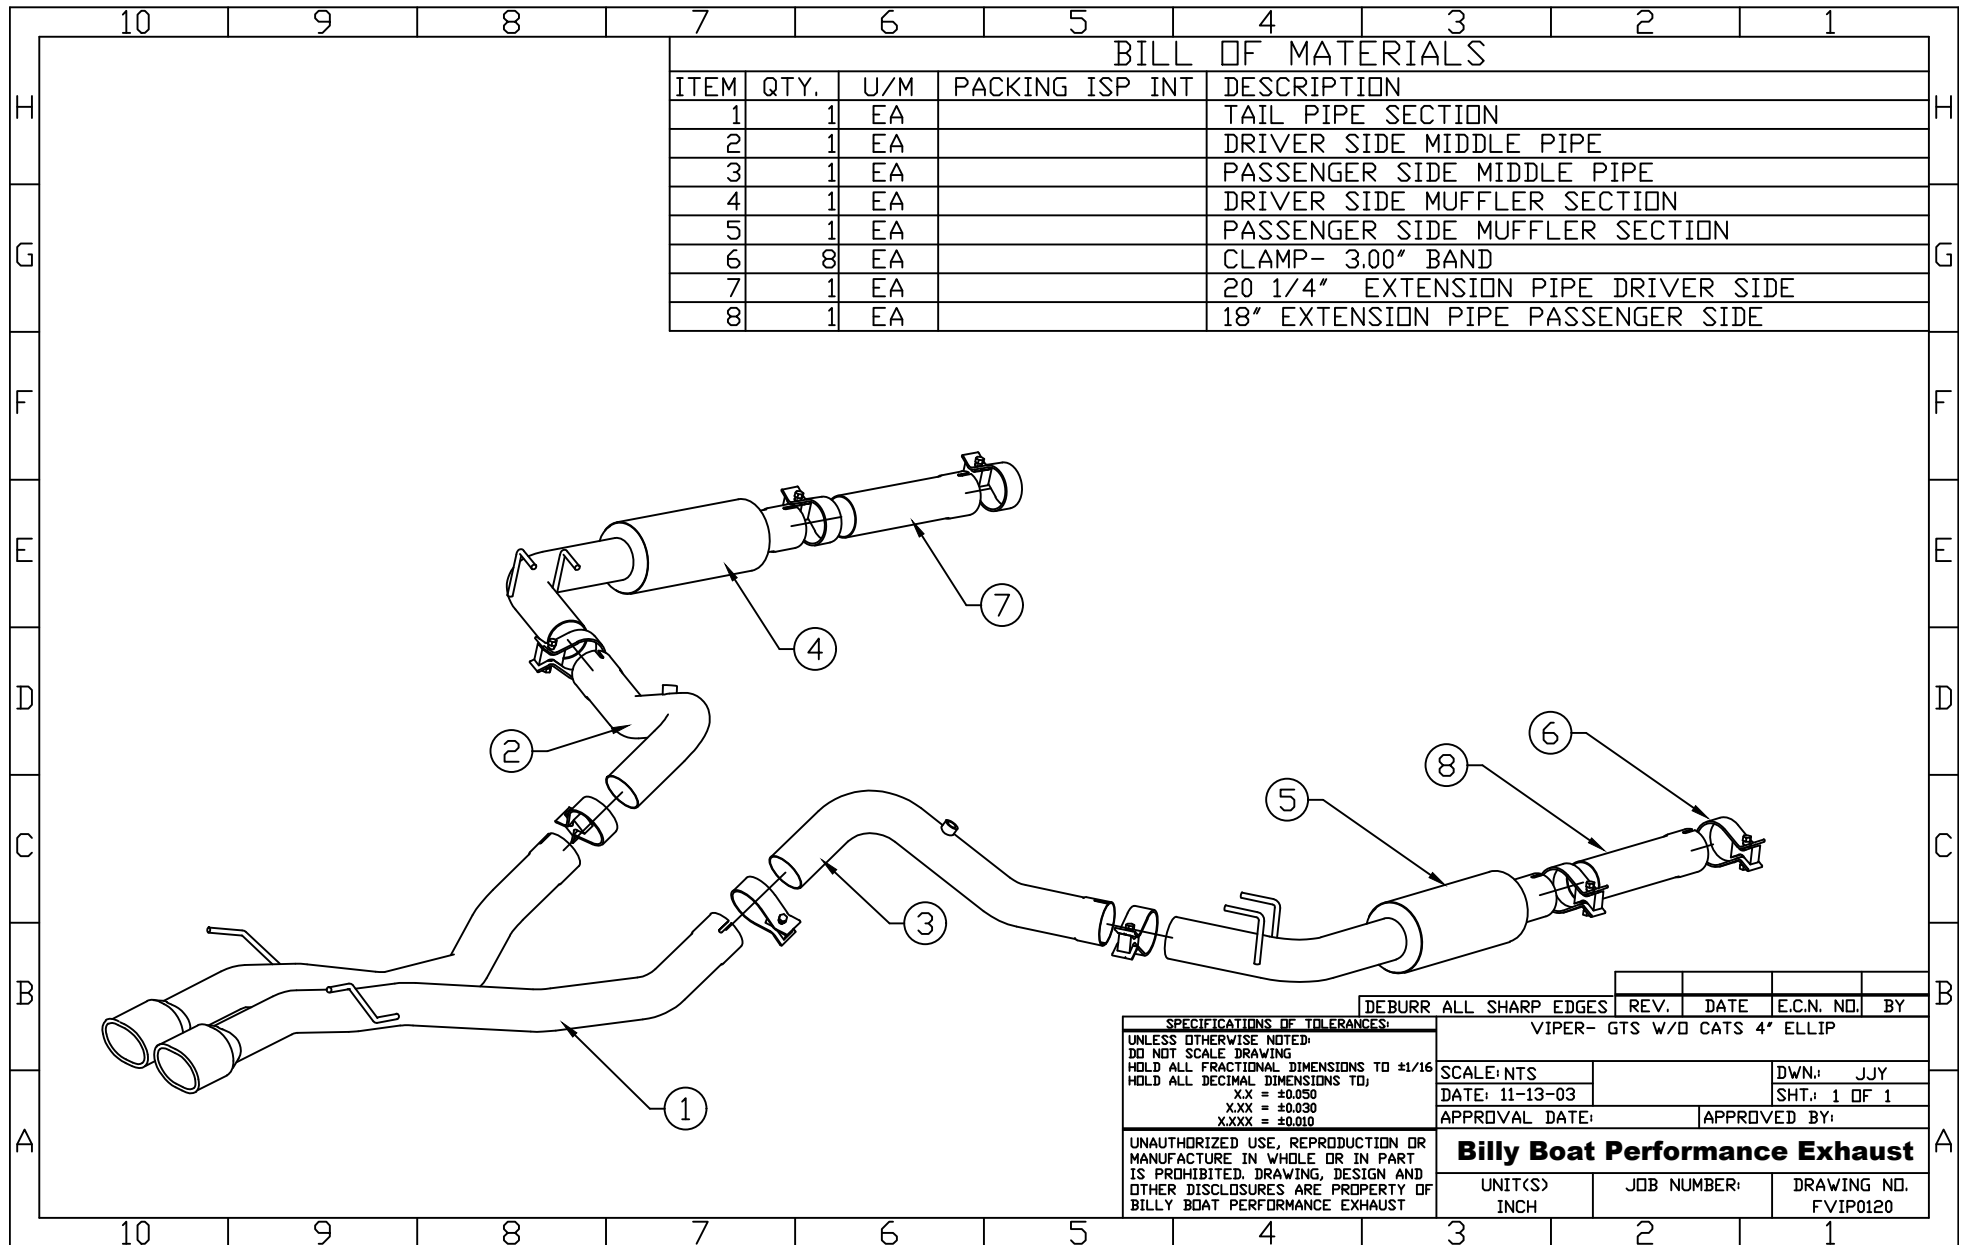 10 9 8 7 6 5 4 3 2 1
BILL OF MATERIALS
ITEM QTY. U/M PACKING ISP INT DESCRIPTION
1 1 EA TAIL PIPE SECTION
2 1 EA DRIVER SIDE MIDDLE PIPE
3 1 EA PASSENGER SIDE MIDDLE PIPE
4 1 EA DRIVER SIDE MUFFLER SECTION
5 1 EA PASSENGER SIDE MUFFLER SECTION
6 8 EA CLAMP- 3.00" BAND
7 1 EA 20 1/4" EXTENSION PIPE DRIVER SIDE
8 1 EA 18" EXTENSION PIPE PASSENGER SIDE
H H
G G
F F
E E
D D
C C
B B
A A
7
4
2
6
8
5
3
1
DEBURR ALL SHARP EDGES REV. DATE E.C.N. NO. BY
SPECIFICATIONS OF TOLERANCES:
UNLESS OTHERWISE NOTED:
DO NOT SCALE DRAWING
HOLD ALL FRACTIONAL DIMENSIONS TO ±1/16
HOLD ALL DECIMAL DIMENSIONS TO;
X.X = ±0.050
X.XX = ±0.030
X.XXX = ±0.010
UNAUTHORIZED USE, REPRODUCTION OR
MANUFACTURE IN WHOLE OR IN PART
IS PROHIBITED. DRAWING, DESIGN AND
OTHER DISCLOSURES ARE PROPERTY OF
BILLY BOAT PERFORMANCE EXHAUST
VIPER- GTS W/O CATS 4" ELLIP
SCALE: NTS DWN.: JJY
DATE: 11-13-03 SHT.: 1 OF 1
APPROVAL DATE: APPROVED BY:
Billy Boat Performance Exhaust
UNIT(S) JOB NUMBER: DRAWING NO.
INCH FVIP0120
10 9 8 7 6 5 4 3 2 1